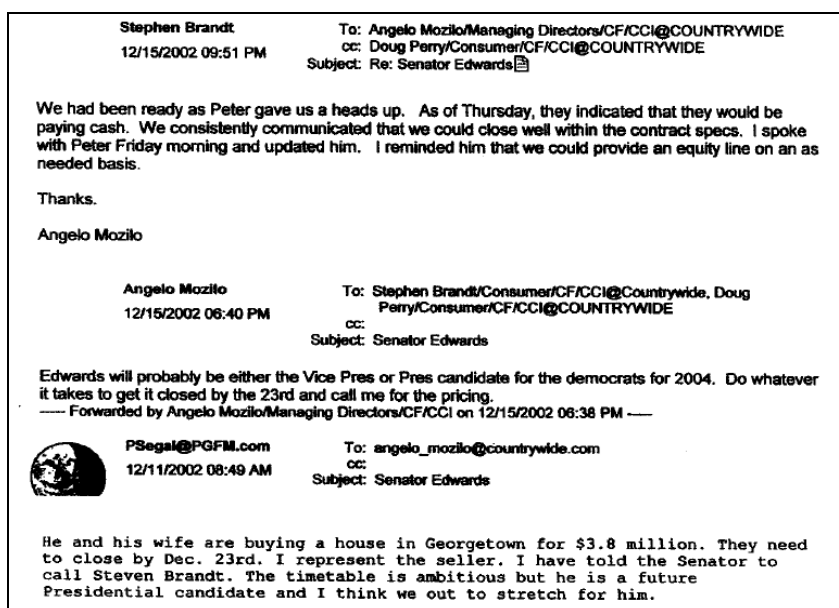 Stephen Brandt To: Angelo Mozilo/Managing Directors/CF/CCI@COUNTRYWIDE
12/15/2002 09:51 PM cc: Doug Perry/Consumer/CF/CCI@COUNTRYWIDE
Subject: Re: Senator Edwards
We had been ready as Peter gave us a heads up. As of Thursday, they indicated that they would be
paying cash. We consistently communicated that we could close well within the contract specs. I spoke
with Peter Friday morning and updated him. I reminded him that we could provide an equity line on an as
needed basis.
Thanks.
Angelo Mozilo
Angelo Mozilo To: Stephen Brandt/Consumer/CF/CCI@Countrywide, Doug
12/15/2002 06:40 PM Perry/Consumer/CF/CCI@COUNTRYWIDE
cc:
Subject: Senator Edwards
Edwards will probably be either the Vice Pres or Pres candidate for the democrats for 2004. Do whatever
it takes to get it closed by the 23rd and call me for the pricing.
----- Forwarded by Angelo Mozilo/Managing Directors/CF/CCI on 12/15/2002 06:38 PM -----
PSegal@PGFM.com To: angelo_mozilo@countrywide.com
12/11/2002 08:49 AM cc:
Subject: Senator Edwards
He and his wife are buying a house in Georgetown for $3.8 million. They need
to close by Dec. 23rd. I represent the seller. I have told the Senator to
call Steven Brandt. The timetable is ambitious but he is a future
Presidential candidate and I think we out to stretch for him.